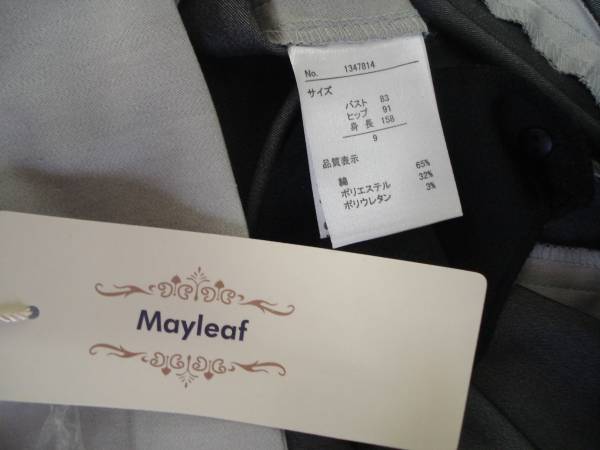 No. 1347814
サイズ
バスト 83
ヒップ 91
身長 158
9
品質表示
綿 65%
ポリエステル 32%
ポリウレタン 3%
Mayleaf